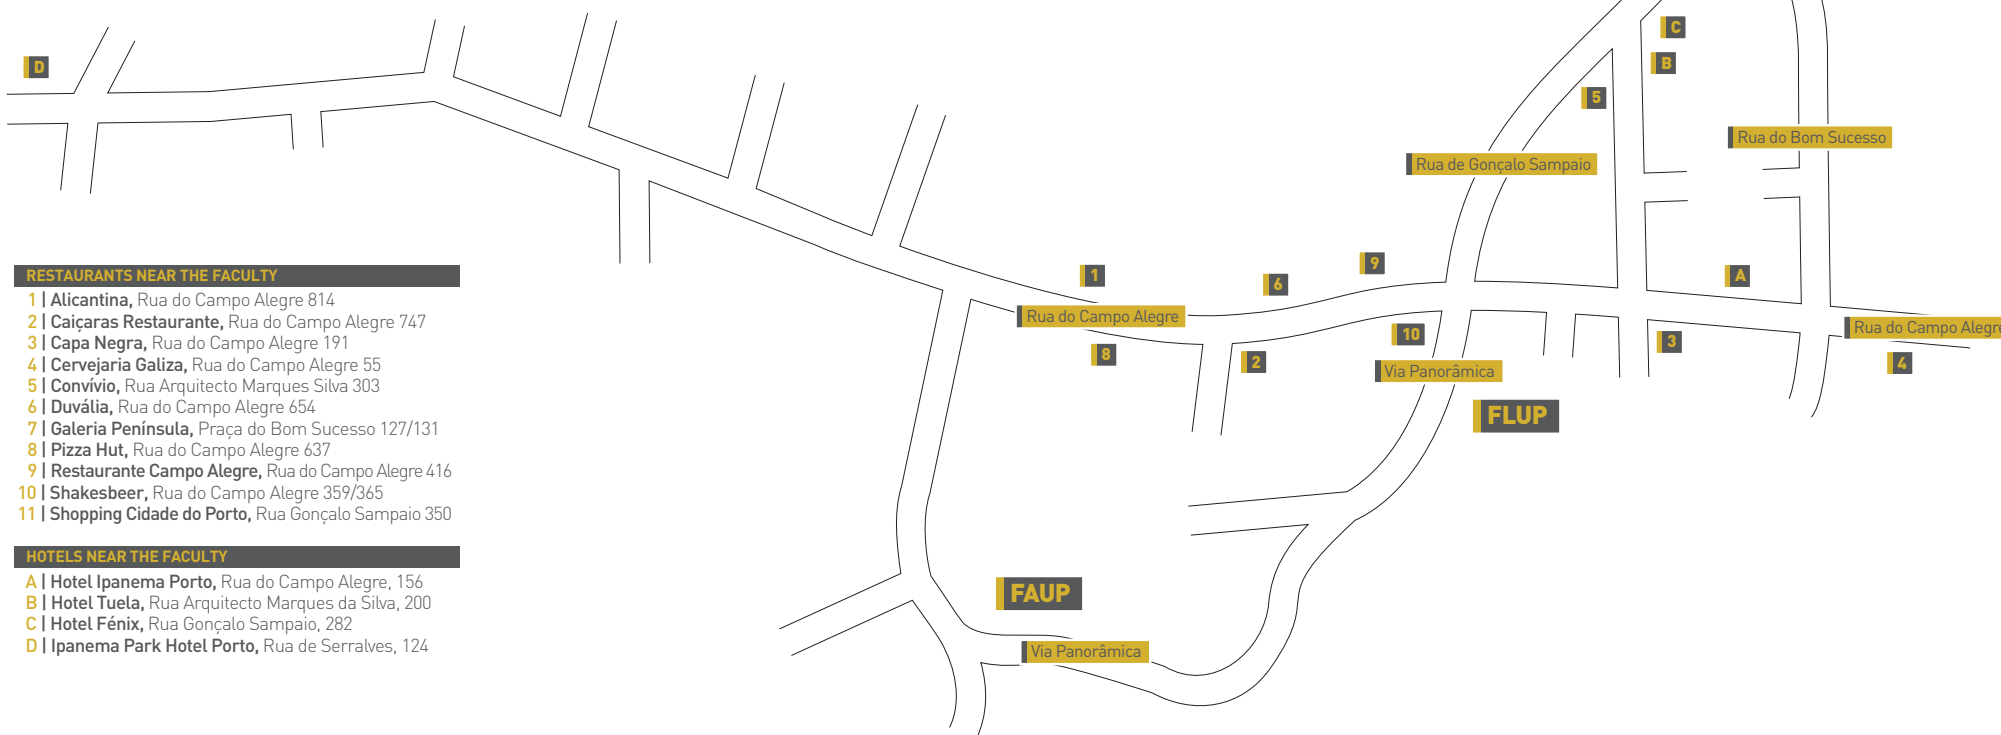 D
C
B
5
Rua do Bom Sucesso
Rua de Gonçalo Sampaio
9
1
6
A
Rua do Campo Alegre
Rua do Campo Alegre
10
3
8
2
4
Via Panorâmica
FLUP
FAUP
Via Panorâmica
RESTAURANTS NEAR THE FACULTY
1 | Alicantina, Rua do Campo Alegre 814
2 | Caiçaras Restaurante, Rua do Campo Alegre 747
3 | Capa Negra, Rua do Campo Alegre 191
4 | Cervejaria Galiza, Rua do Campo Alegre 55
5 | Convívio, Rua Arquitecto Marques Silva 303
6 | Duvália, Rua do Campo Alegre 654
7 | Galeria Península, Praça do Bom Sucesso 127/131
8 | Pizza Hut, Rua do Campo Alegre 637
9 | Restaurante Campo Alegre, Rua do Campo Alegre 416
10 | Shakesbeer, Rua do Campo Alegre 359/365
11 | Shopping Cidade do Porto, Rua Gonçalo Sampaio 350
HOTELS NEAR THE FACULTY
A | Hotel Ipanema Porto, Rua do Campo Alegre, 156
B | Hotel Tuela, Rua Arquitecto Marques da Silva, 200
C | Hotel Fénix, Rua Gonçalo Sampaio, 282
D | Ipanema Park Hotel Porto, Rua de Serralves, 124